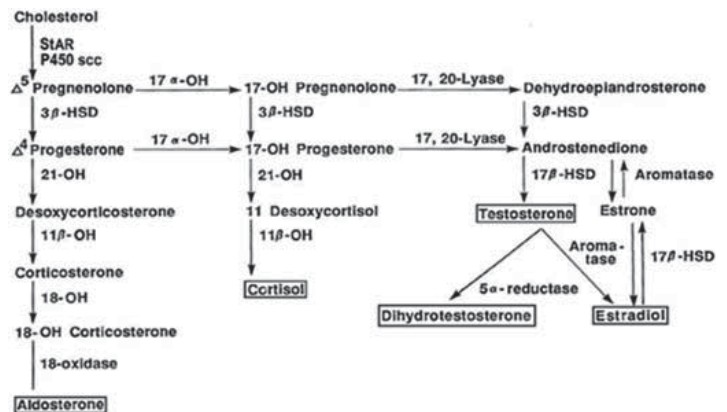 Cholesterol
StAR
P450 scc
Δ5 Pregnenolone 17 α-OH 17-OH Pregnenolone 17, 20-Lyase Dehydroepiandrosterone
3β-HSD 3β-HSD 3β-HSD
Δ4 Progesterone 17 α-OH 17-OH Progesterone 17, 20-Lyase Androstenedione
21-OH 21-OH 17β-HSD Aromatase
Desoxycorticosterone 11 Desoxycortisol Testosterone Estrone
11β-OH 11β-OH Aroma-
tase 17β-HSD
Corticosterone Cortisol 5α-reductase
18-OH Dihydrotestosterone Estradiol
18-OH Corticosterone
18-oxidase
Aldosterone